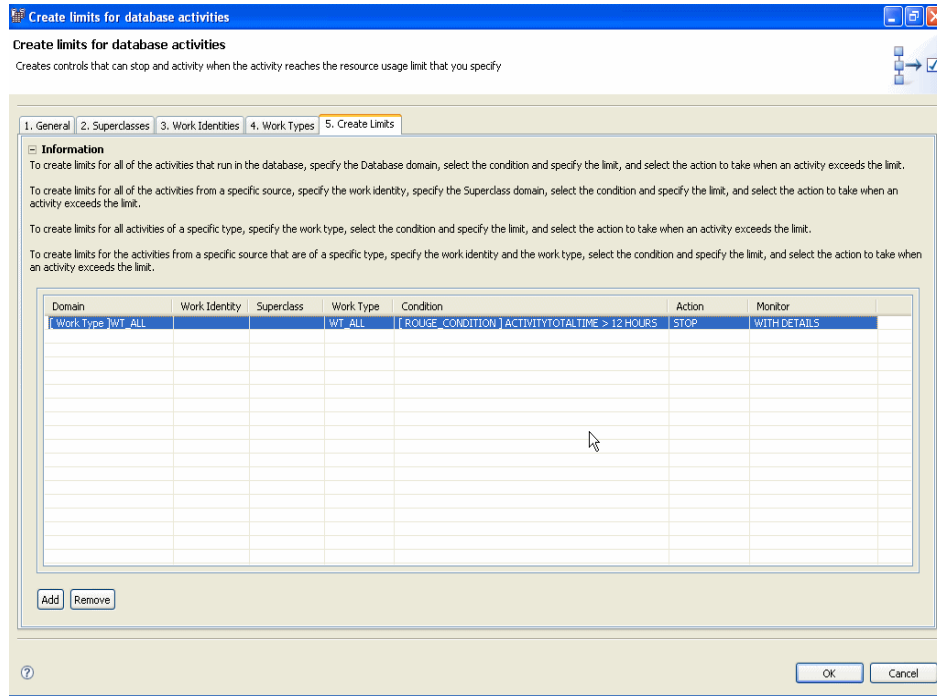 Create limits for database activities
Create limits for database activities
Creates controls that can stop and activity when the activity reaches the resource usage limit that you specify
1. General 2. Superclasses 3. Work Identities 4. Work Types 5. Create Limits
Information
To create limits for all of the activities that run in the database, specify the Database domain, select the condition and specify the limit, and select the action to take when an activity exceeds the limit.
To create limits for all of the activities from a specific source, specify the work identity, specify the Superclass domain, select the condition and specify the limit, and select the action to take when an
activity exceeds the limit.
To create limits for all activities of a specific type, specify the work type, select the condition and specify the limit, and select the action to take when an activity exceeds the limit.
To create limits for the activities from a specific source that are of a specific type, specify the work identity and the work type, select the condition and specify the limit, and select the action to take when
an activity exceeds the limit.
Domain Work Identity Superclass Work Type Condition Action Monitor
[ Work Type ]WT_ALL WT_ALL [ ROUGE_CONDITION ] ACTIVITYTOTALTIME > 12 HOURS STOP WITH DETAILS
Add Remove
? OK Cancel